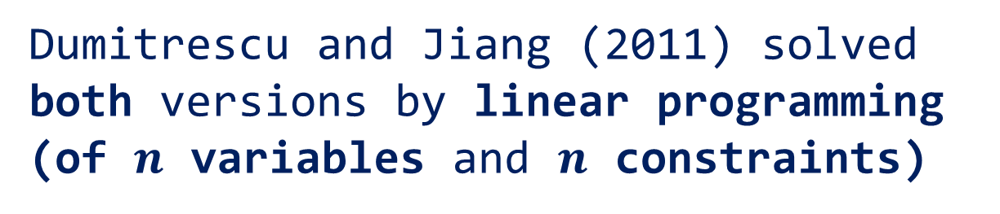 Dumitrescu and Jiang (2011) solved
both versions by linear programming
(of n variables and n constraints)